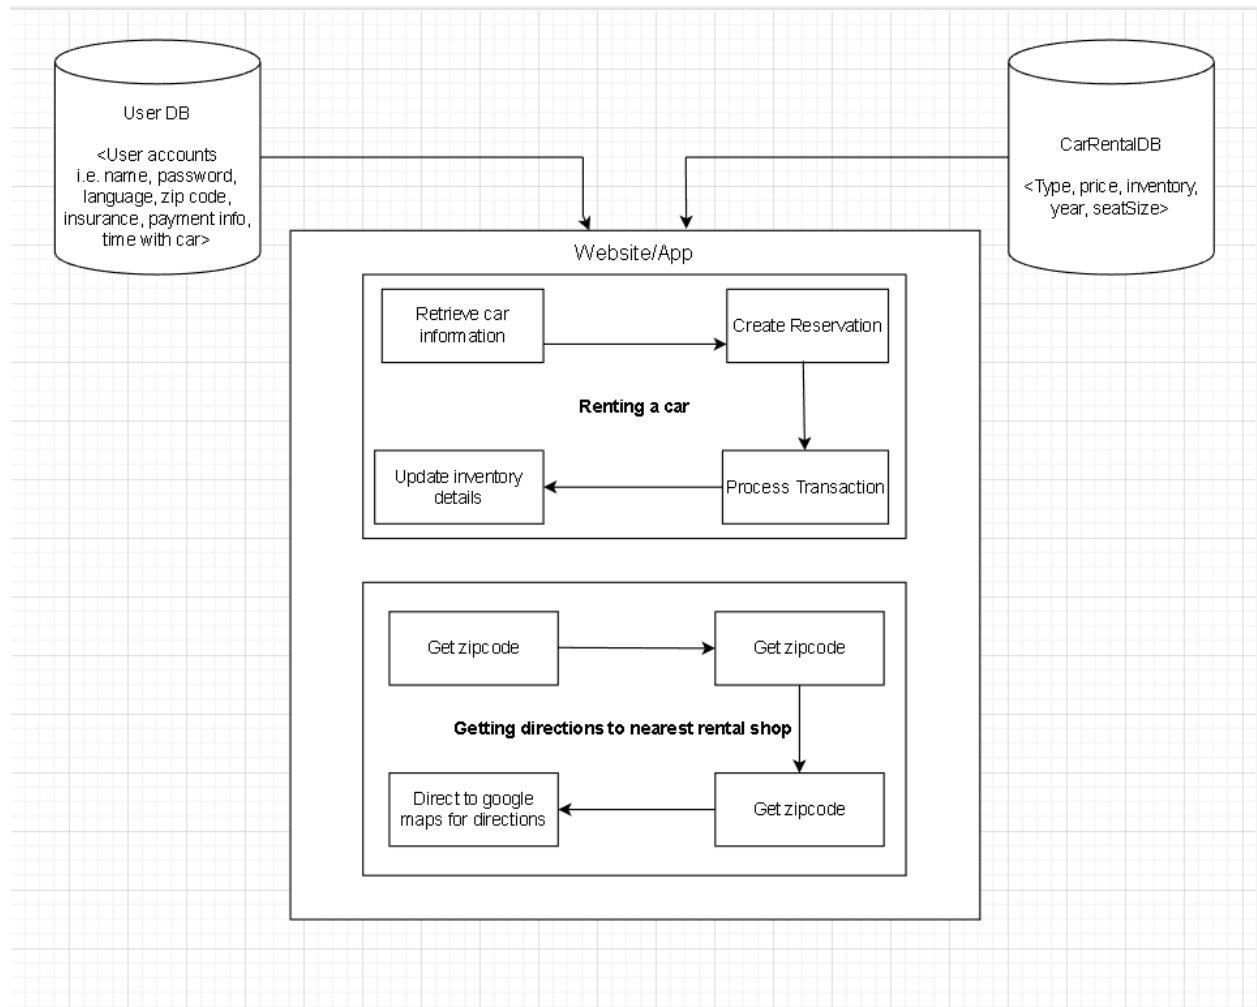 User DB
<User accounts
i.e. name, password,
language, zip code,
insurance, payment info,
time with car>
CarRentalDB
<Type, price, inventory,
year, seatSize>
Website/App
Retrieve car
information
Create Reservation
Renting a car
Update inventory
details
Process Transaction
Get zipcode
Get zipcode
Getting directions to nearest rental shop
Direct to google
maps for directions
Get zipcode